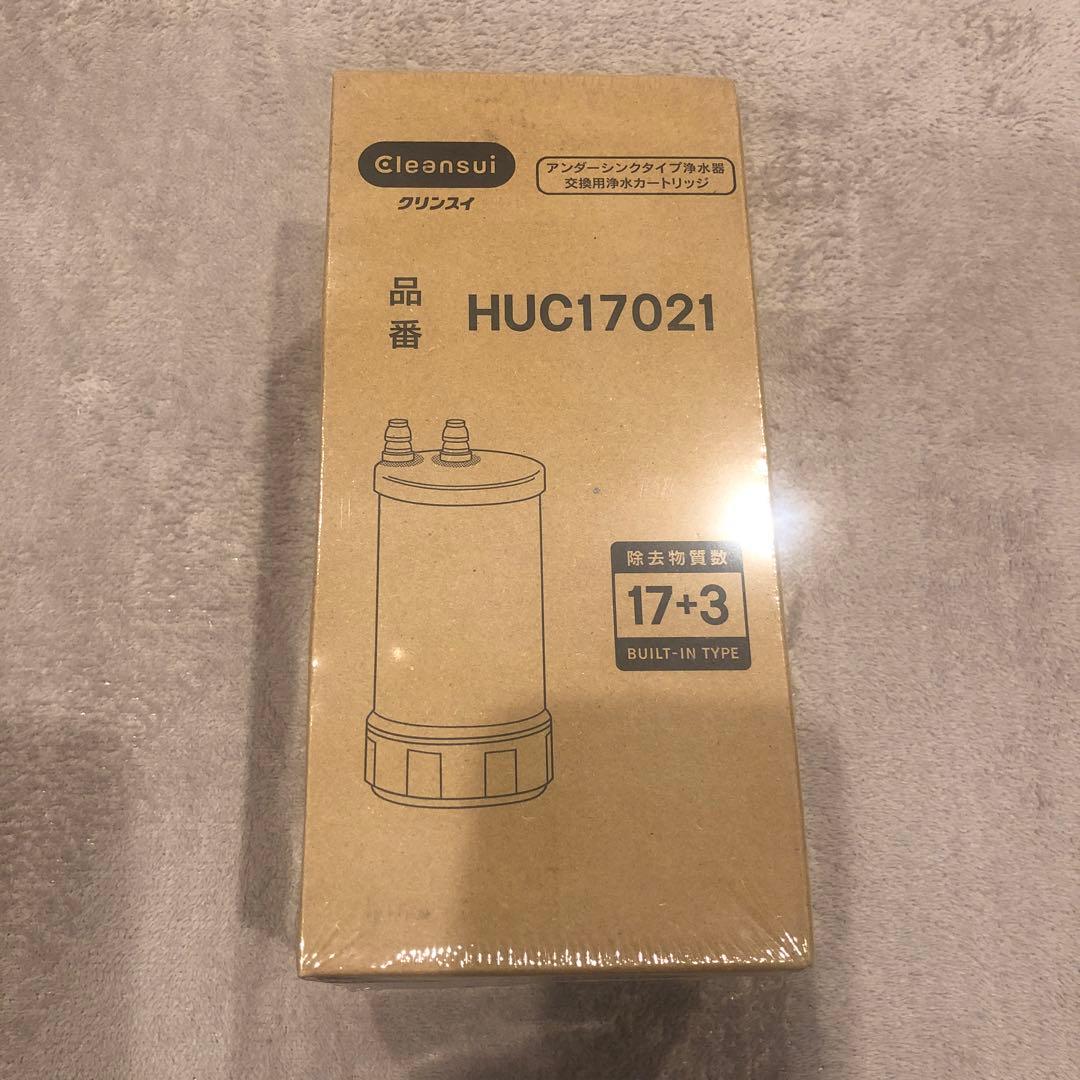 Cleansui
クリンスイ
アンダーシンクタイプ浄水器
交換用浄水カートリッジ
品番
HUC17021
除去物質数
17+3
BUILT-IN TYPE